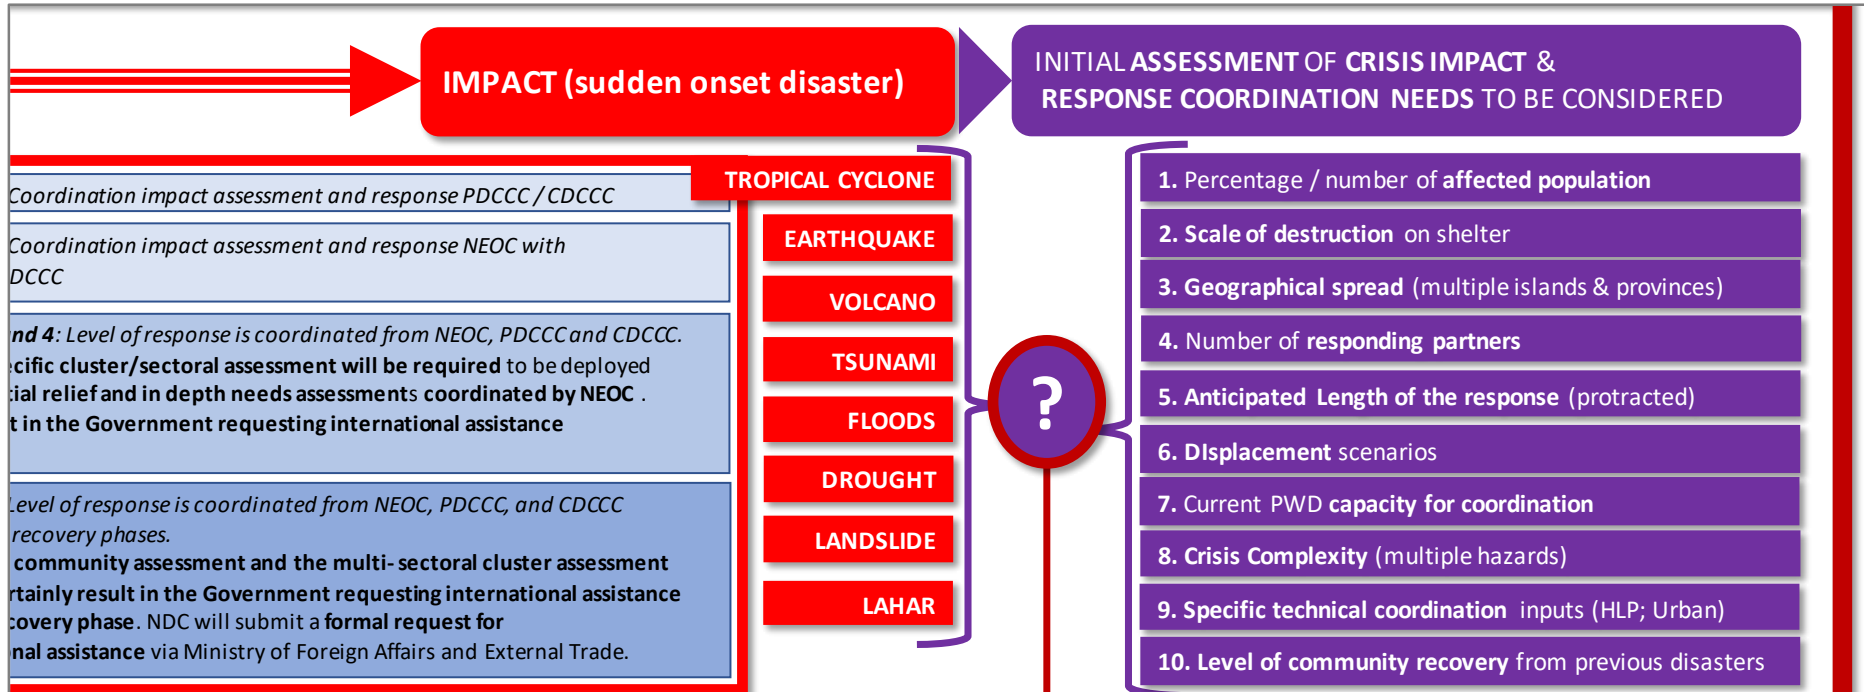 IMPACT (sudden onset disaster)
INITIAL ASSESSMENT OF CRISIS IMPACT &
RESPONSE COORDINATION NEEDS TO BE CONSIDERED
Coordination impact assessment and response PDCCC / CDCCC
Coordination impact assessment and response NEOC with
DCCC
nd 4: Level of response is coordinated from NEOC, PDCCC and CDCCC.
cific cluster/sectoral assessment will be required to be deployed
tial relief and in depth needs assessments coordinated by NEOC .
t in the Government requesting international assistance
Level of response is coordinated from NEOC, PDCCC, and CDCCC
recovery phases.
community assessment and the multi- sectoral cluster assessment
rtainly result in the Government requesting international assistance
covery phase. NDC will submit a formal request for
onal assistance via Ministry of Foreign Affairs and External Trade.
TROPICAL CYCLONE
EARTHQUAKE
VOLCANO
TSUNAMI
FLOODS
DROUGHT
LANDSLIDE
LAHAR
?
1. Percentage / number of affected population
2. Scale of destruction on shelter
3. Geographical spread (multiple islands & provinces)
4. Number of responding partners
5. Anticipated Length of the response (protracted)
6. DIsplacement scenarios
7. Current PWD capacity for coordination
8. Crisis Complexity (multiple hazards)
9. Specific technical coordination inputs (HLP; Urban)
10. Level of community recovery from previous disasters